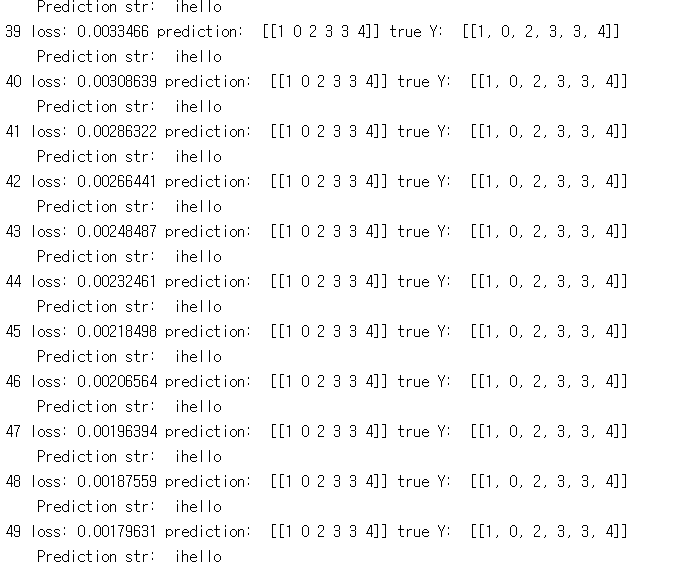 Prediction str:  ihello
39 loss: 0.0033466 prediction:  [[1 0 2 3 3 4]] true Y:  [[1, 0, 2, 3, 3, 4]]
Prediction str:  ihello
40 loss: 0.00308639 prediction:  [[1 0 2 3 3 4]] true Y:  [[1, 0, 2, 3, 3, 4]]
Prediction str:  ihello
41 loss: 0.00286322 prediction:  [[1 0 2 3 3 4]] true Y:  [[1, 0, 2, 3, 3, 4]]
Prediction str:  ihello
42 loss: 0.00266441 prediction:  [[1 0 2 3 3 4]] true Y:  [[1, 0, 2, 3, 3, 4]]
Prediction str:  ihello
43 loss: 0.00248487 prediction:  [[1 0 2 3 3 4]] true Y:  [[1, 0, 2, 3, 3, 4]]
Prediction str:  ihello
44 loss: 0.00232461 prediction:  [[1 0 2 3 3 4]] true Y:  [[1, 0, 2, 3, 3, 4]]
Prediction str:  ihello
45 loss: 0.00218498 prediction:  [[1 0 2 3 3 4]] true Y:  [[1, 0, 2, 3, 3, 4]]
Prediction str:  ihello
46 loss: 0.00206564 prediction:  [[1 0 2 3 3 4]] true Y:  [[1, 0, 2, 3, 3, 4]]
Prediction str:  ihello
47 loss: 0.00196394 prediction:  [[1 0 2 3 3 4]] true Y:  [[1, 0, 2, 3, 3, 4]]
Prediction str:  ihello
48 loss: 0.00187559 prediction:  [[1 0 2 3 3 4]] true Y:  [[1, 0, 2, 3, 3, 4]]
Prediction str:  ihello
49 loss: 0.00179631 prediction:  [[1 0 2 3 3 4]] true Y:  [[1, 0, 2, 3, 3, 4]]
Prediction str:  ihello